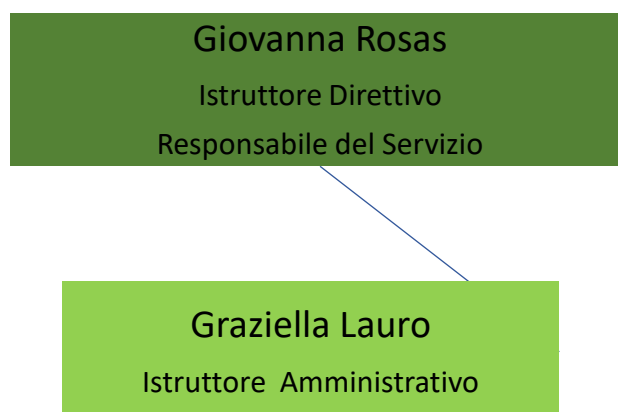 Giovanna Rosas
Istruttore Direttivo
Responsabile del Servizio
Graziella Lauro
Istruttore  Amministrativo